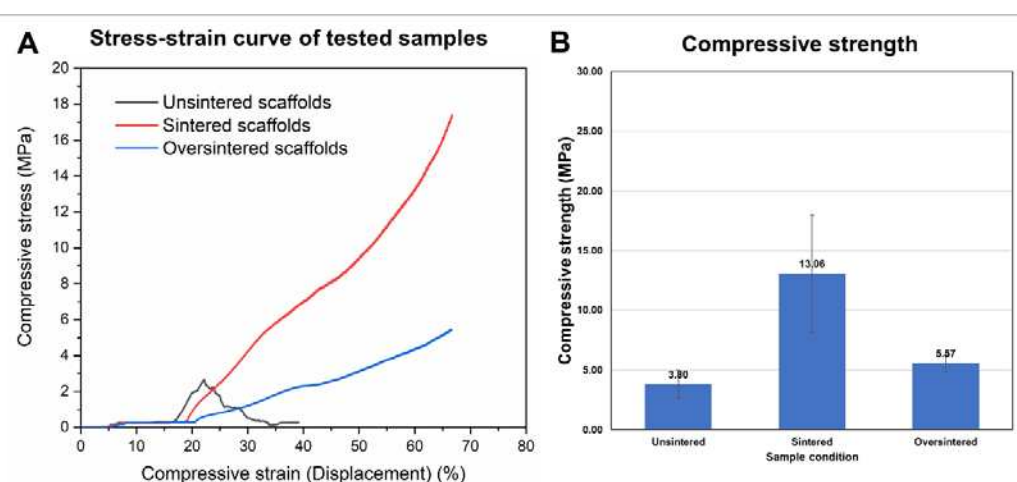 A
Stress-strain curve of tested samples
20
18
16
14
12
10
8
6
4
2
0
Compressive stress (MPa)
Unsintered scaffolds
Sintered scaffolds
Oversintered scaffolds
0 10 20 30 40 50 60 70 80
Compressive strain (Displacement) (%)
B
Compressive strength
30.00
25.00
20.00
15.00
10.00
5.00
0.00
Compressive strength (MPa)
3.80
13.06
5.57
Unsintered Sintered Oversintered
Sample condition